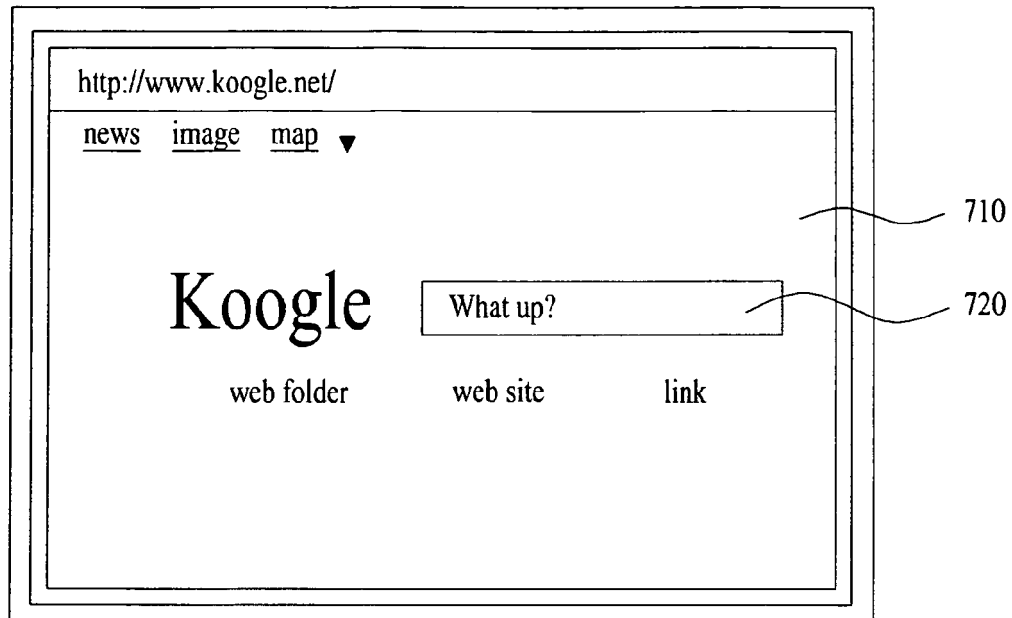 http://www.koogle.net/
news image map ▼
710
Koogle What up? 720
web folder web site link